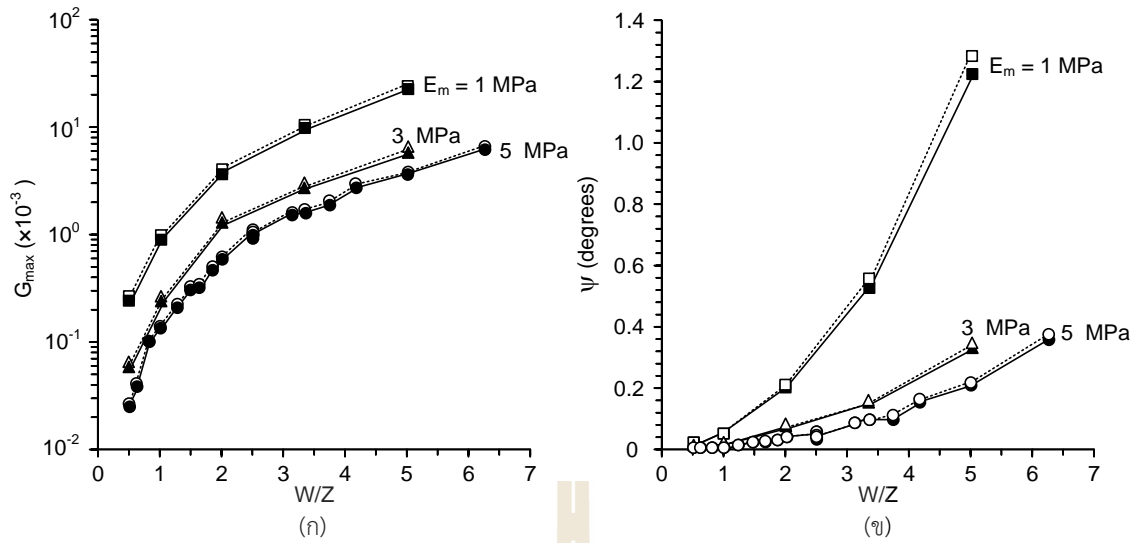 10²
10¹
10⁰
10⁻¹
10⁻²
G_max (×10⁻³)
E_m = 1 MPa
3 MPa
5 MPa
0 1 2 3 4 5 6 7
W/Z
(ก)
1.4
1.2
1.0
0.8
0.6
0.4
0.2
0
ψ (degrees)
E_m = 1 MPa
3 MPa
5 MPa
0 1 2 3 4 5 6 7
W/Z
(ข)